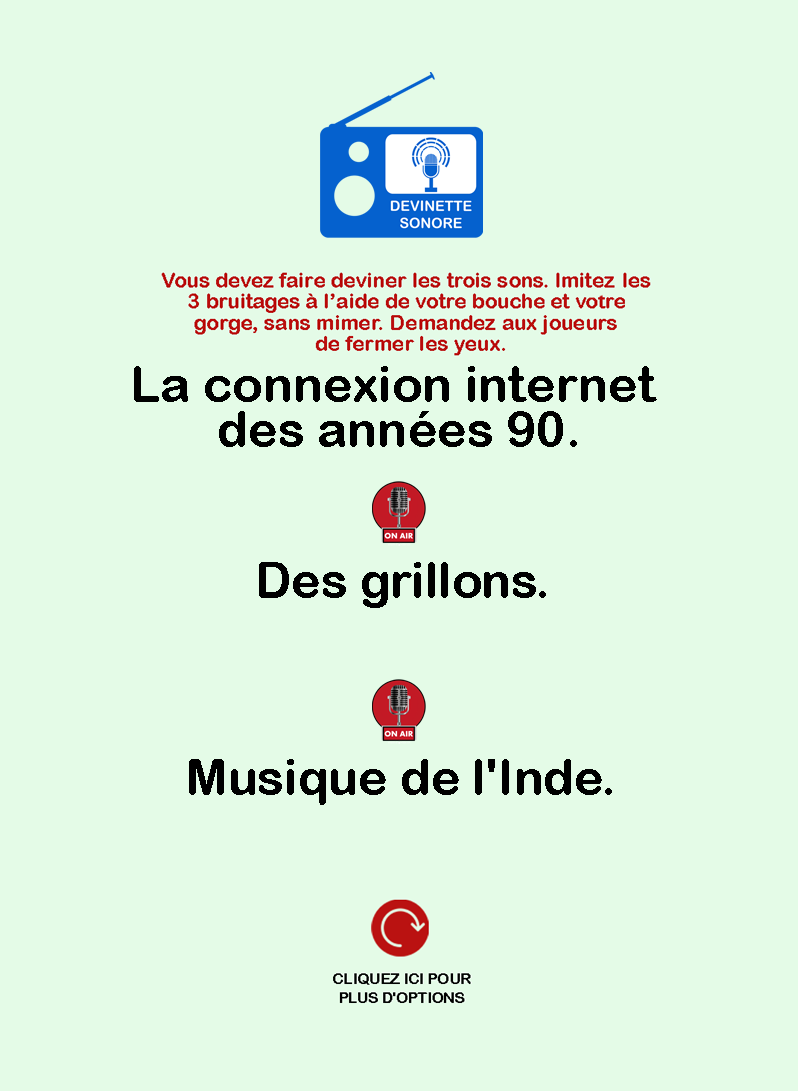 DEVINETTE
SONORE
Vous devez faire deviner les trois sons. Imitez les
3 bruitages à l’aide de votre bouche et votre
gorge, sans mimer. Demandez aux joueurs
de fermer les yeux.
La connexion internet
des années 90.
ON AIR
Des grillons.
ON AIR
Musique de l'Inde.
CLIQUEZ ICI POUR
PLUS D'OPTIONS